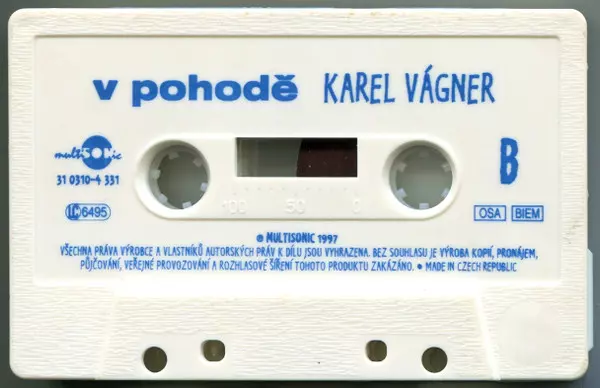 v pohodě KAREL VÁGNER
multisonic
31 0310-4 331
B
LC 6495
OSA BIEM
100 50 0
℗ MULTISONIC 1997
VŠECHNA PRÁVA VÝROBCE A VLASTNÍKŮ AUTORSKÝCH PRÁV K DÍLU JSOU VYHRAZENA. BEZ SOUHLASU JE VÝROBA KOPIÍ, PRONÁJEM,
PŮJČOVÁNÍ, VEŘEJNÉ PROVOZOVÁNÍ A ROZHLASOVÉ ŠÍŘENÍ TOHOTO PRODUKTU ZAKÁZÁNO. • MADE IN CZECH REPUBLIC